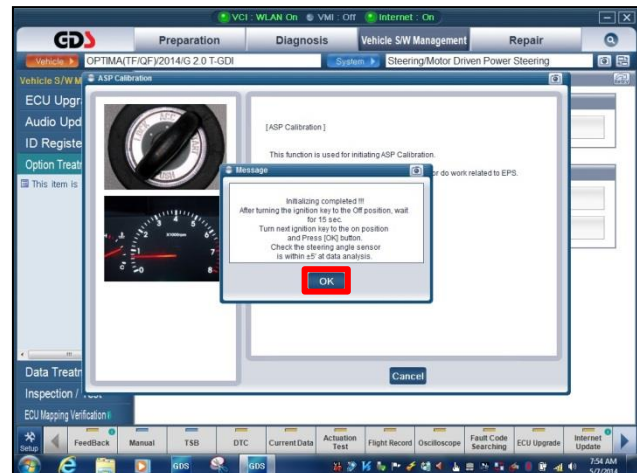 VCI : WLAN On VMI : Off Internet : On
GDS
Preparation
Diagnosis
Vehicle S/W Management
Repair
Vehicle
OPTIMA(TF/QF)/2014/G 2.0 T-GDI
System
Steering/Motor Driven Power Steering
Vehicle S/W M
ASP Calibration
ECU Upgr
Audio Upd
ID Registe
Option Treat
This item is
[ASP Calibration ]
This function is used for initiating ASP Calibration.
or do work related to EPS.
Message
Initializing completed !!!
After turning the ignition key to the Off position, wait
for 15 sec.
Turn next ignition key to the on position
and Press [OK] button.
Check the steering angle sensor
is within ±5' at data analysis.
OK
Cancel
Data Treatr
Inspection /
ECU Mapping Verification
Setup
FeedBack
Manual
TSB
DTC
Current Data
Actuation Test
Flight Record
Oscilloscope
Fault Code Searching
ECU Upgrade
Internet Update
GDS
GDS
7:54 AM
5/7/2014